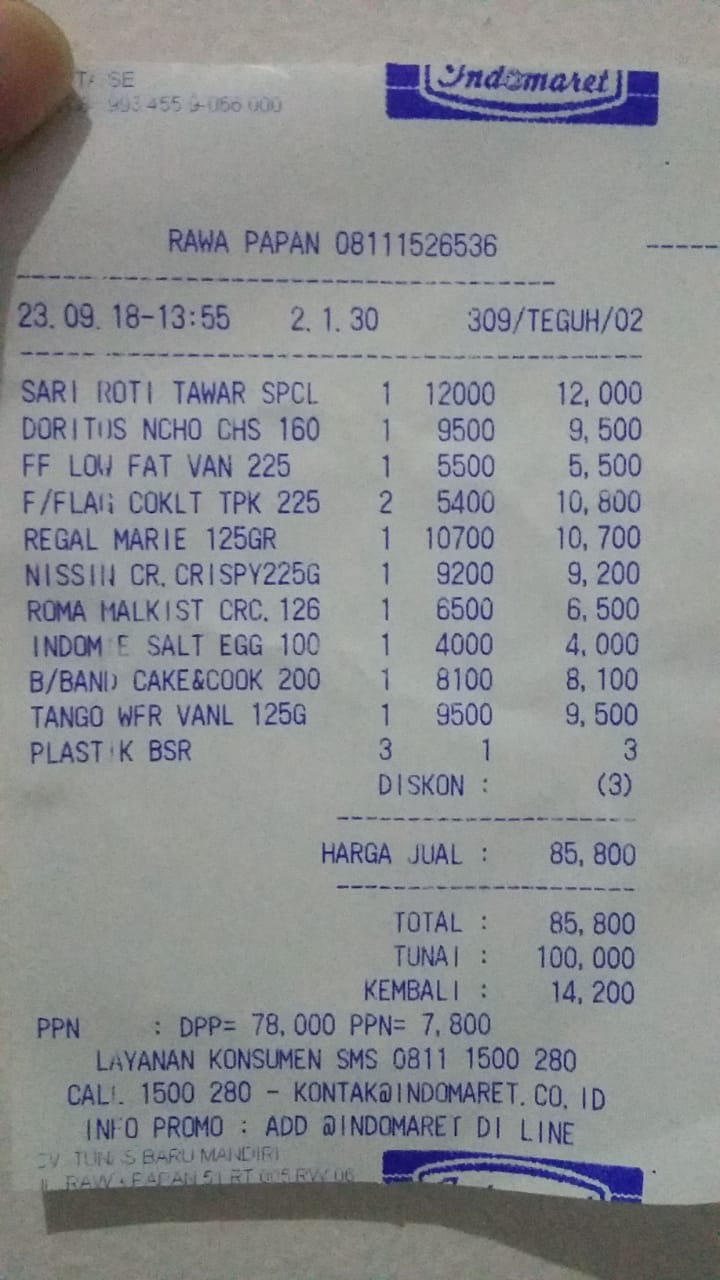 SE
993 455 9-066 000
Indomaret
RAWA PAPAN 08111526536
23.09.18-13:55 2.1.30 309/TEGUH/02
SARI ROTI TAWAR SPCL 1 12000 12,000
DORITOS NCHO CHS 160 1 9500 9,500
FF LOW FAT VAN 225 1 5500 5,500
F/FLAG COKLT TPK 225 2 5400 10,800
REGAL MARIE 125GR 1 10700 10,700
NISSIN CR.CRISPY225G 1 9200 9,200
ROMA MALKIST CRC.126 1 6500 6,500
INDOMIE SALT EGG 100 1 4000 4,000
B/BAND CAKE&COOK 200 1 8100 8,100
TANGO WFR VANL 125G 1 9500 9,500
PLASTIK BSR 3 1 3
DISKON : (3)
HARGA JUAL : 85,800
TOTAL : 85,800
TUNAI : 100,000
KEMBALI : 14,200
PPN : DPP= 78,000 PPN= 7,800
LAYANAN KONSUMEN SMS 0811 1500 280
CALL 1500 280 - KONTAK@INDOMARET.CO.ID
INFO PROMO : ADD @INDOMARET DI LINE
CV. TUNAS BARU MANDIRI
JL. RAWA PAPAN 51 RT 005 RW 06
Indomaret